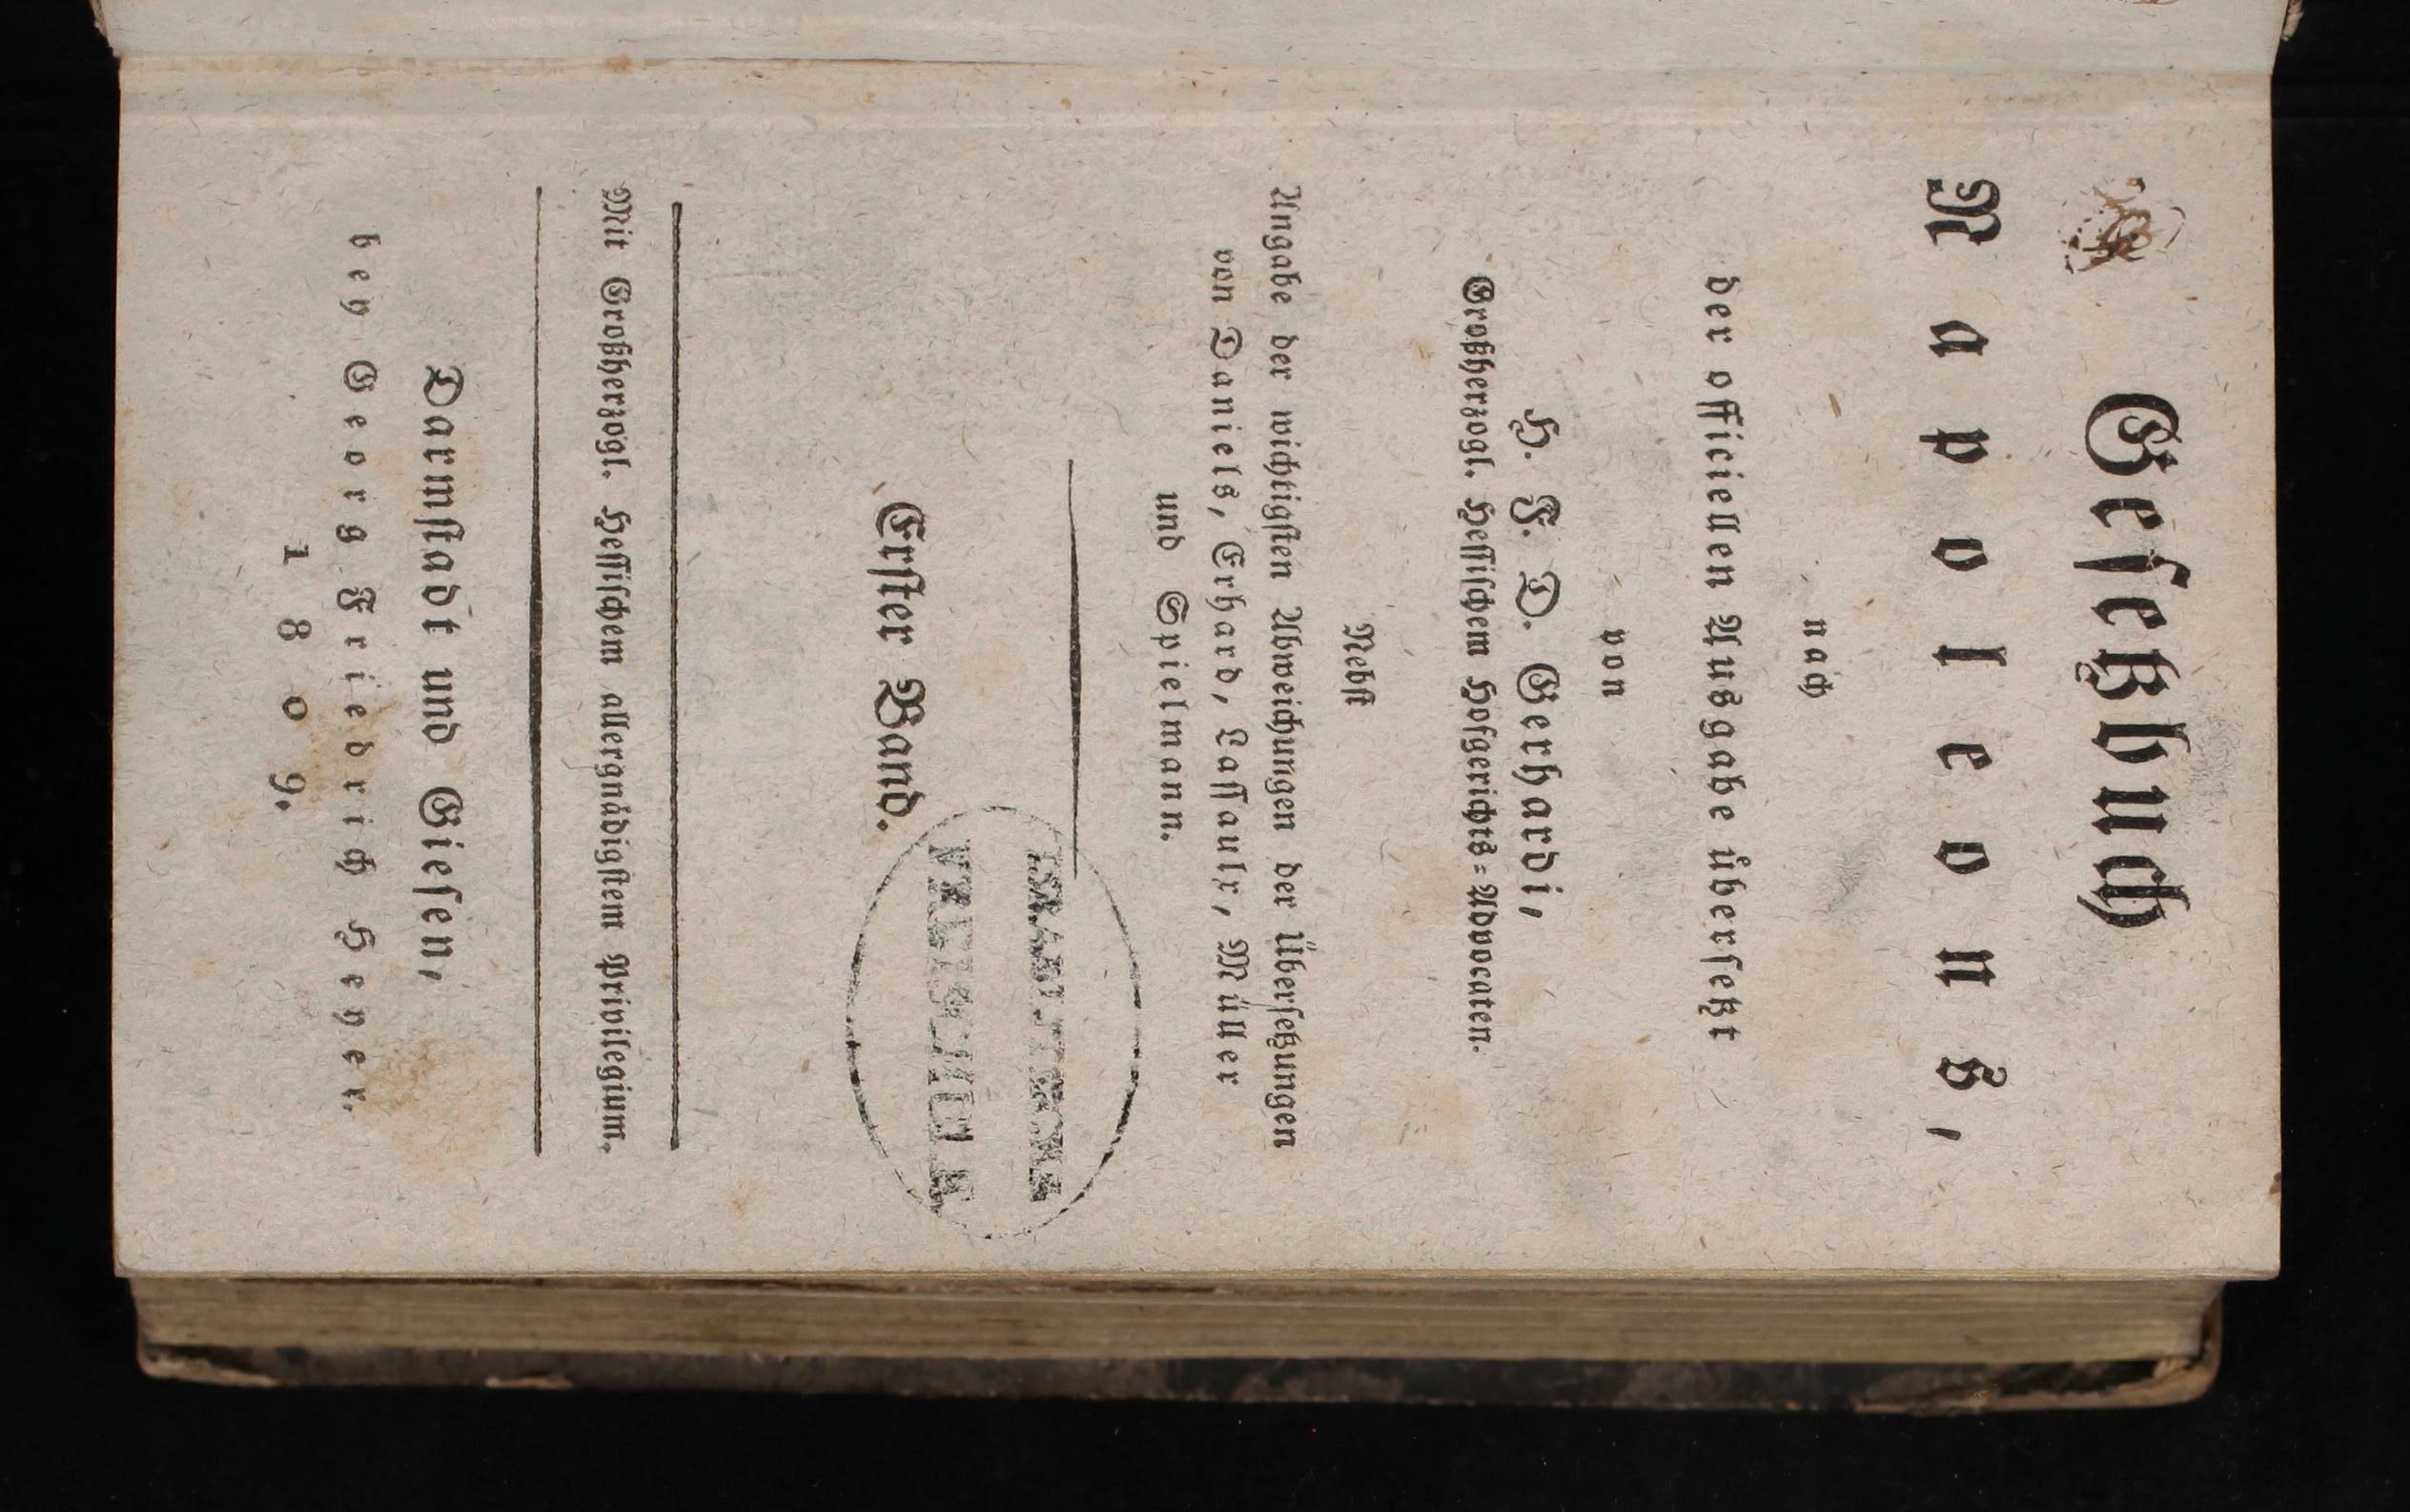 Gesetzbuch
Napoleons,
nach
der officiellen Ausgabe übersetzt
von
H. F. D. Gerhardi,
Großherzogl. Hessischem Hofgerichts-Advocaten.
Nebst
Angabe der wichtigsten Abweichungen der Übersetzungen
von Daniels, Erhard, Lassaulx, Müller
und Spielmann.
Erster Band.
Mit Großherzogl. Hessischem allergnädigstem Privilegium.
Darmstadt und Giesen,
bey Georg Friedrich Heyer.
1809.